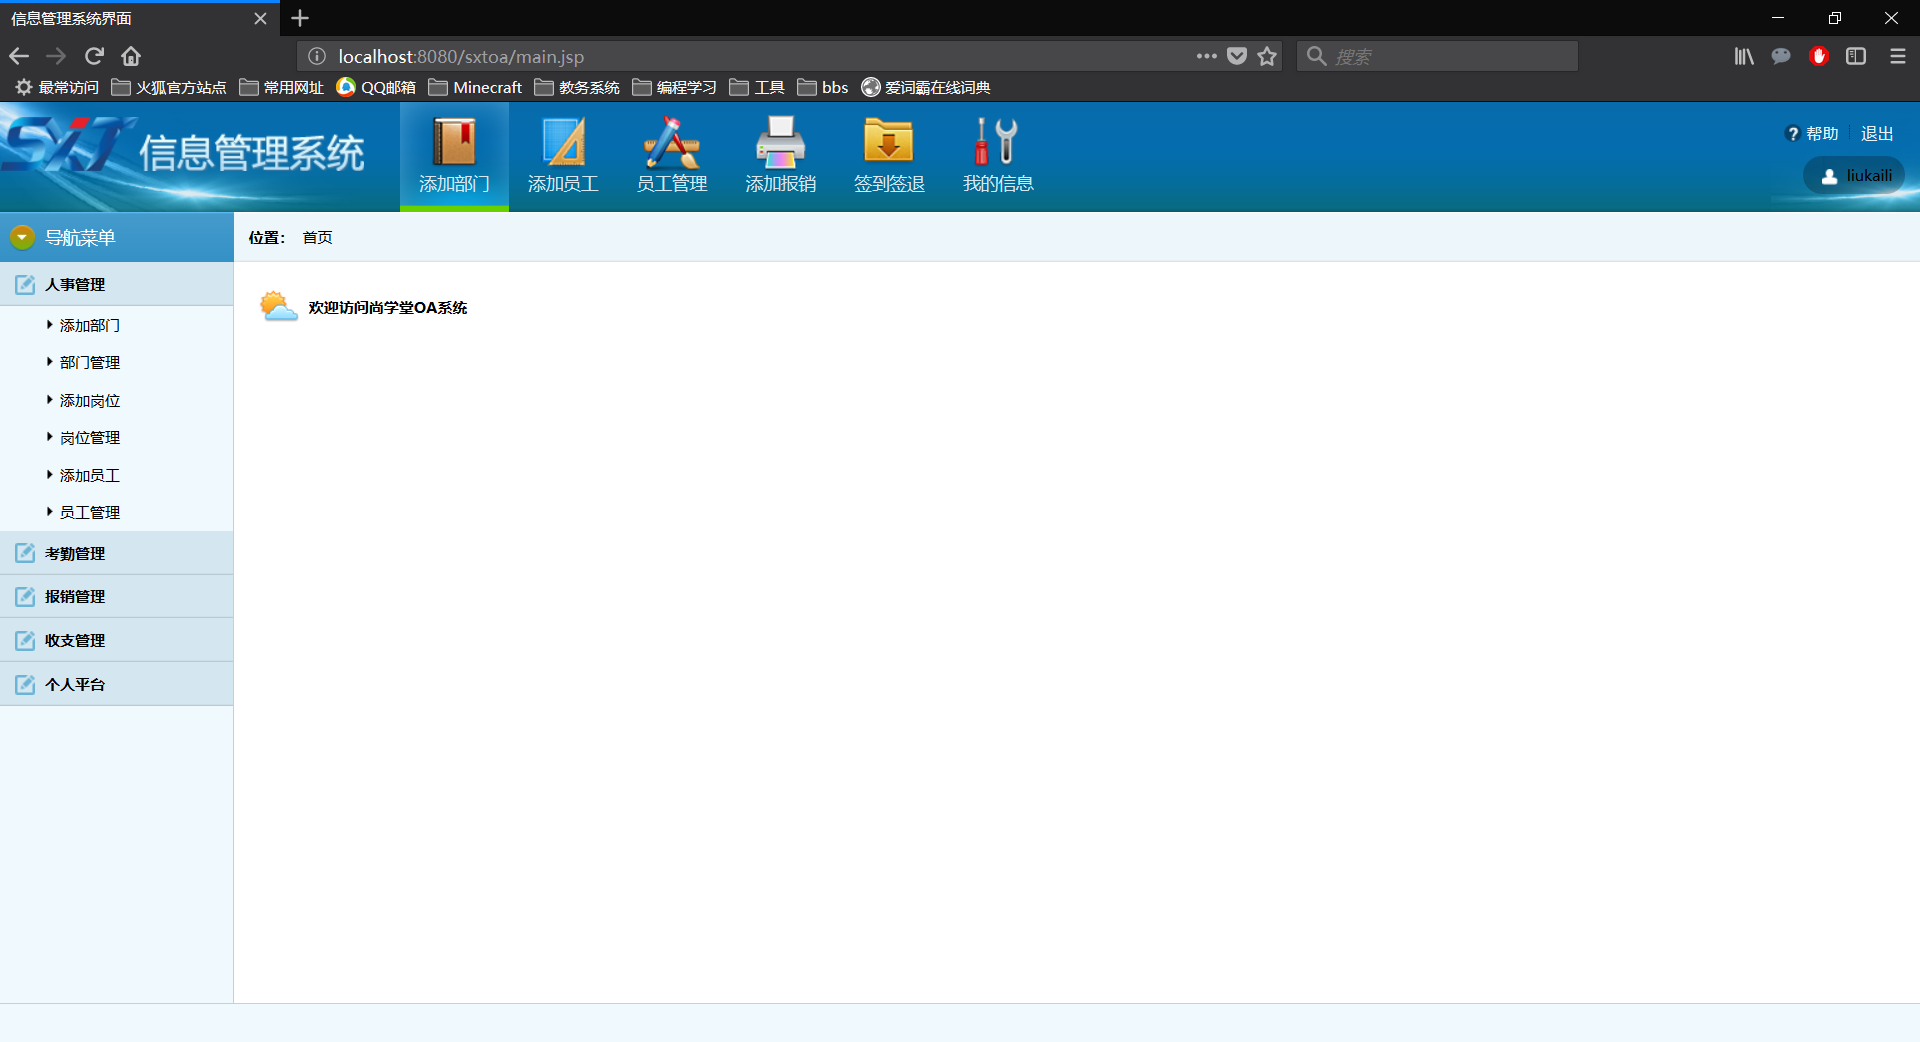 信息管理系统界面
localhost:8080/sxtoa/main.jsp
搜索
最常访问 火狐官方站点 常用网址 QQ邮箱 Minecraft 教务系统 编程学习 工具 bbs 爱词霸在线词典
SXT 信息管理系统
添加部门 添加员工 员工管理 添加报销 签到签退 我的信息
帮助 退出
liukaili
导航菜单
位置： 首页
人事管理
欢迎访问尚学堂OA系统
添加部门
部门管理
添加岗位
岗位管理
添加员工
员工管理
考勤管理
报销管理
收支管理
个人平台